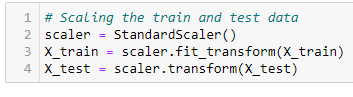 1 # Scaling the train and test data
2 scaler = StandardScaler()
3 X_train = scaler.fit_transform(X_train)
4 X_test = scaler.transform(X_test)